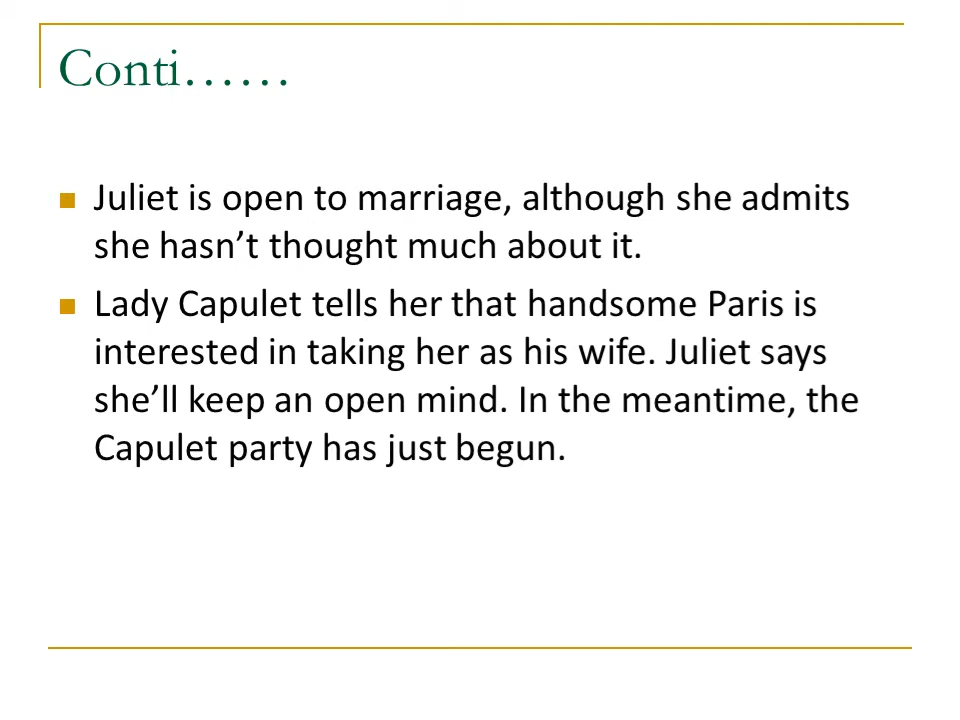 Conti……
Juliet is open to marriage, although she admits
she hasn’t thought much about it.
Lady Capulet tells her that handsome Paris is
interested in taking her as his wife. Juliet says
she’ll keep an open mind. In the meantime, the
Capulet party has just begun.